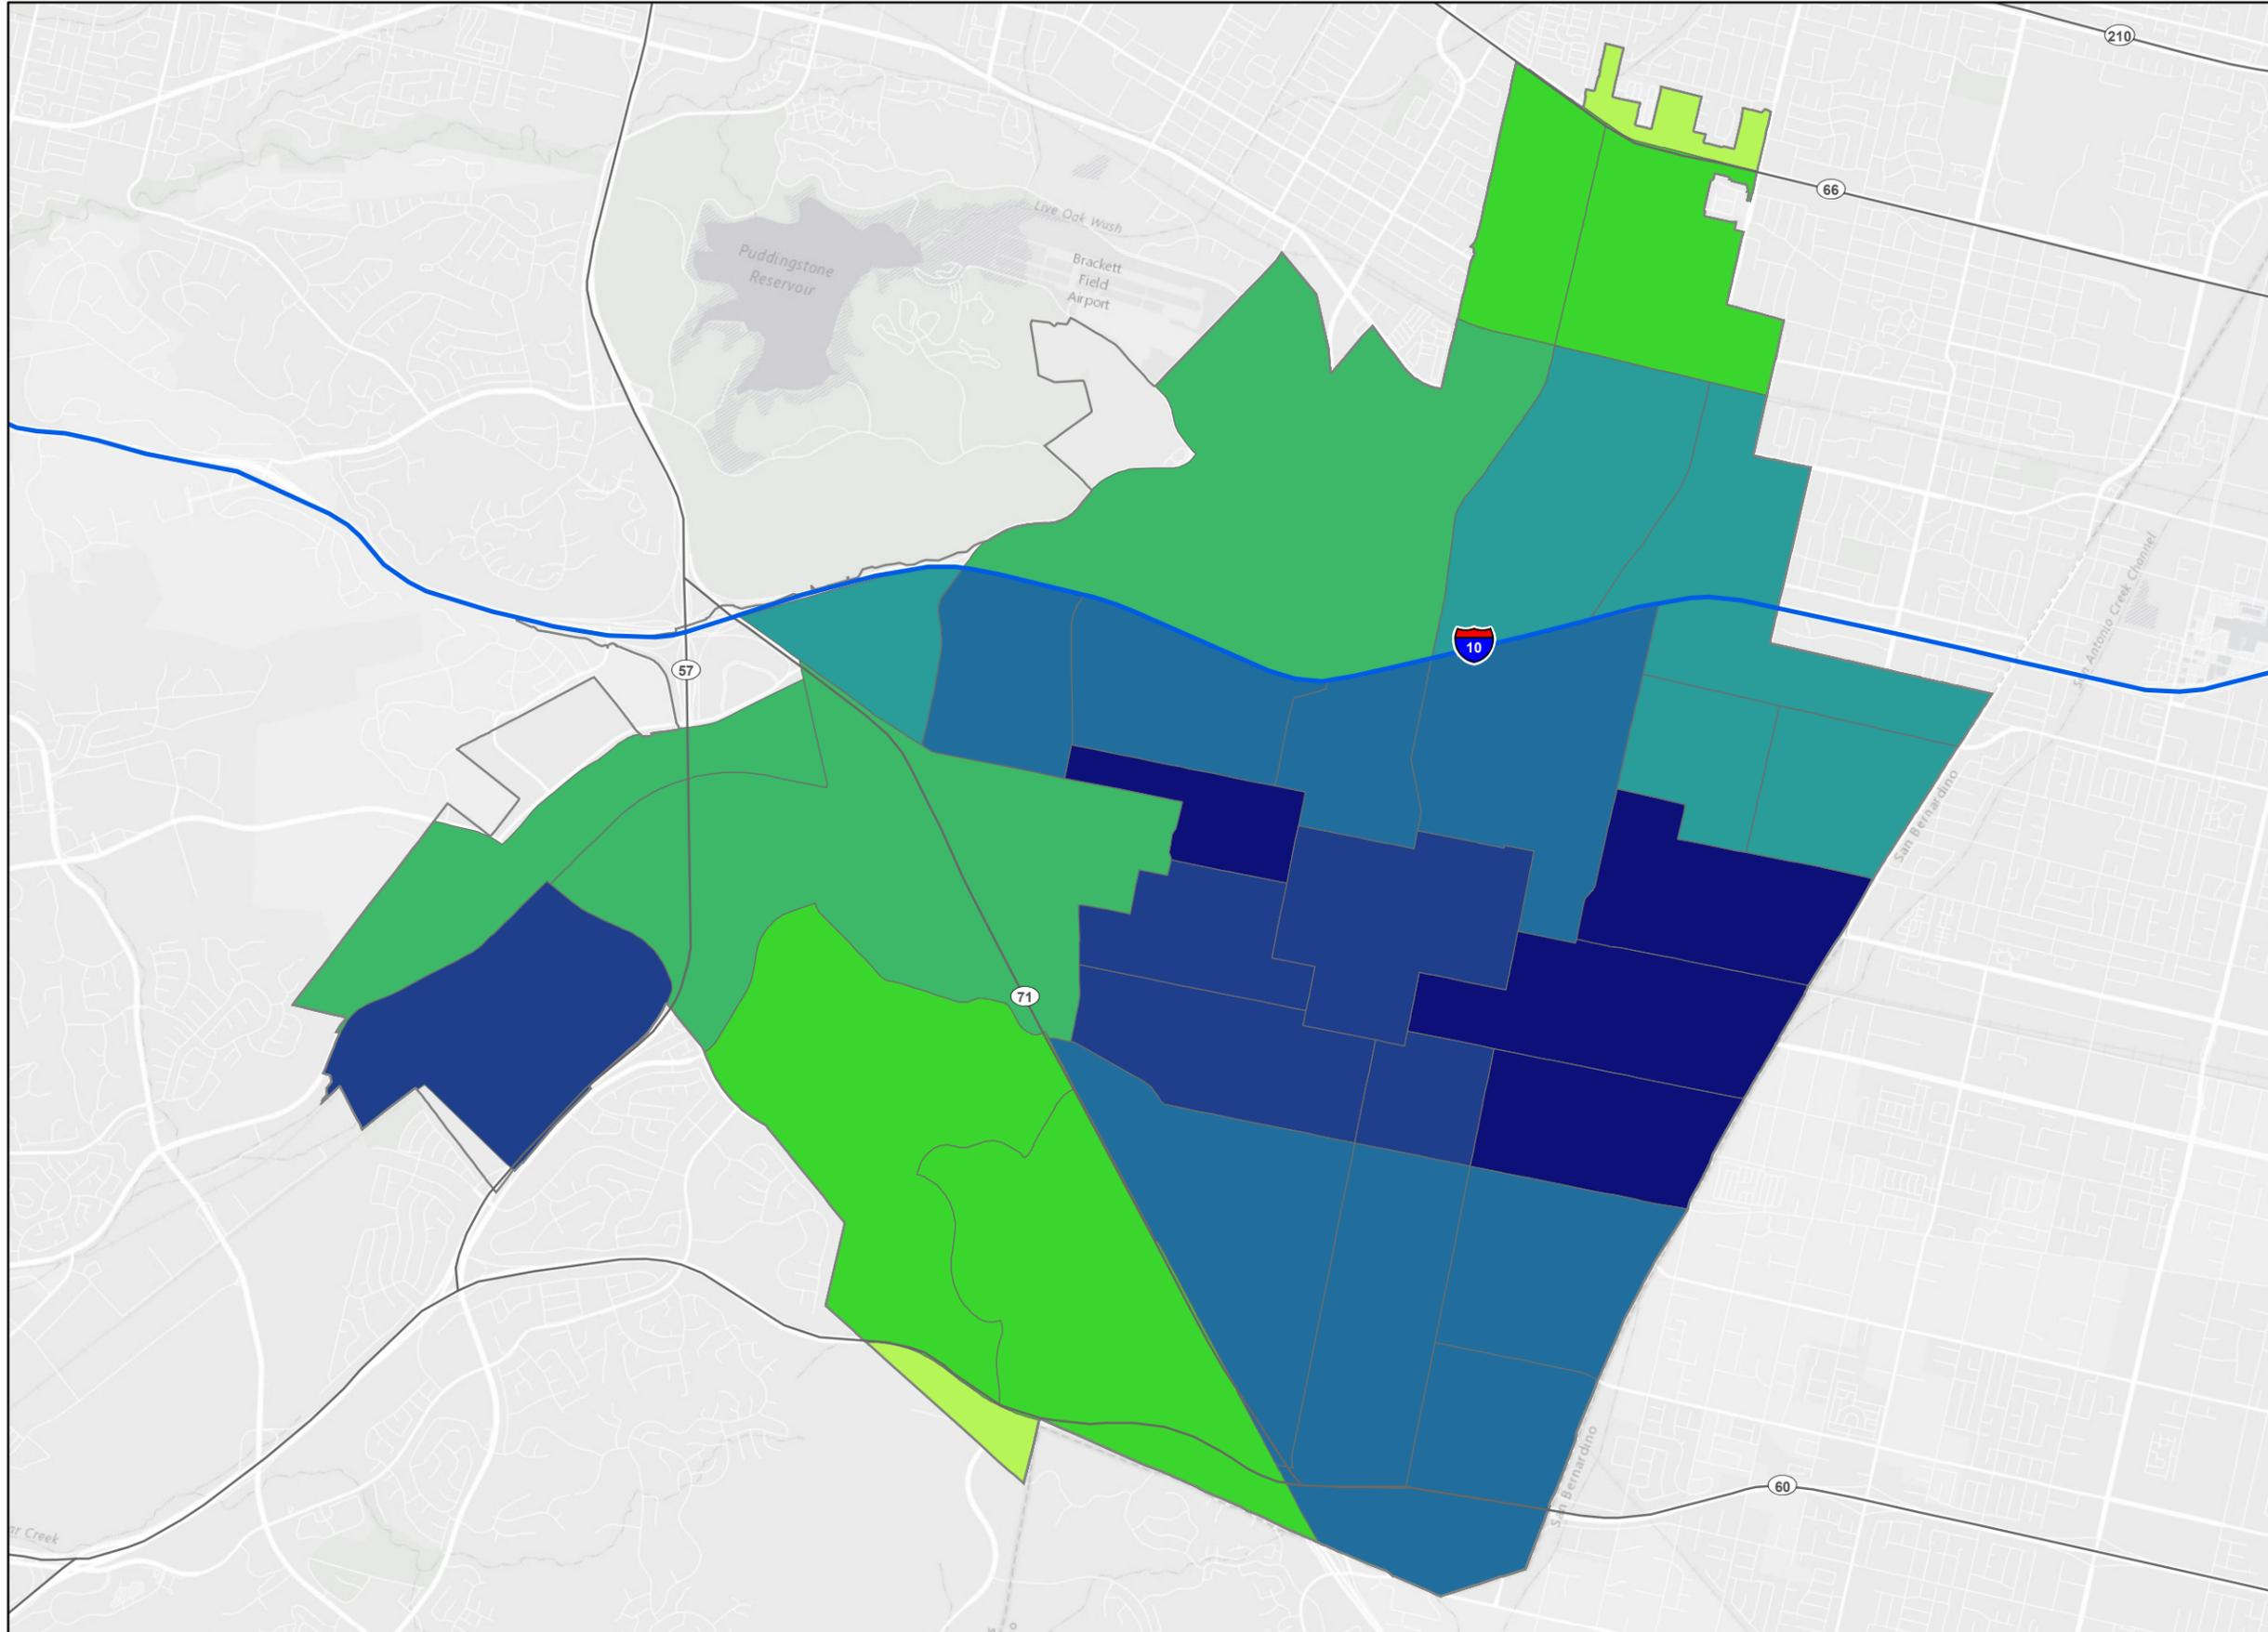 210
66
Live Oak Wash
Puddingstone
Reservoir
Brackett
Field
Airport
San Antonio Creek Channel
10
57
San Bernardino
71
60
San Bernardino
Creek